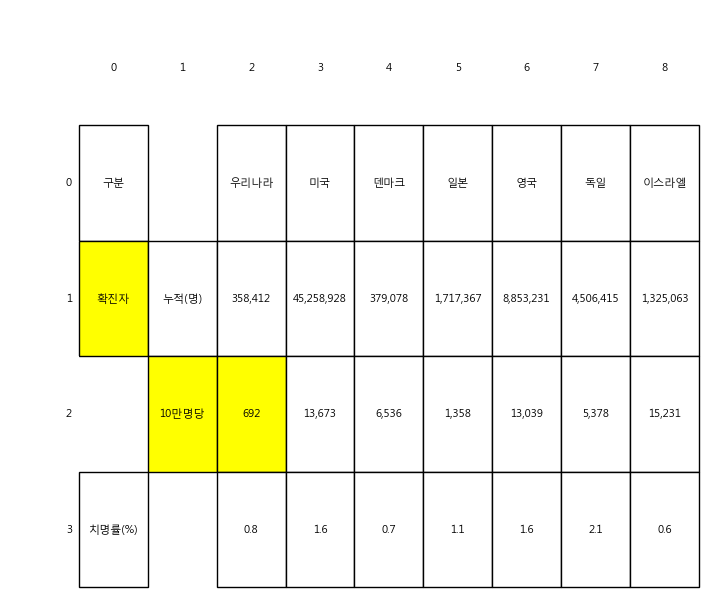 0 1 2 3 4 5 6 7 8
0 구분 우리나라 미국 덴마크 일본 영국 독일 이스라엘
1 확진자 누적(명) 358,412 45,258,928 379,078 1,717,367 8,853,231 4,506,415 1,325,063
2 10만명당 692 13,673 6,536 1,358 13,039 5,378 15,231
3 치명률(%) 0.8 1.6 0.7 1.1 1.6 2.1 0.6